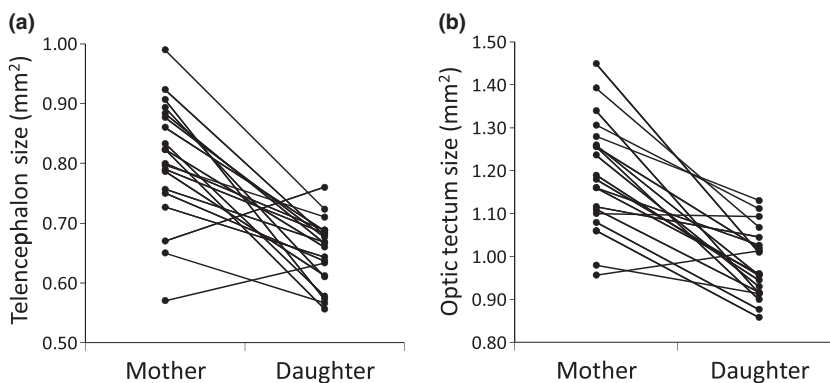 (a)
Telencephalon size (mm²)
1.00
0.90
0.80
0.70
0.60
0.50
Mother
Daughter
(b)
Optic tectum size (mm²)
1.50
1.40
1.30
1.20
1.10
1.00
0.90
0.80
Mother
Daughter